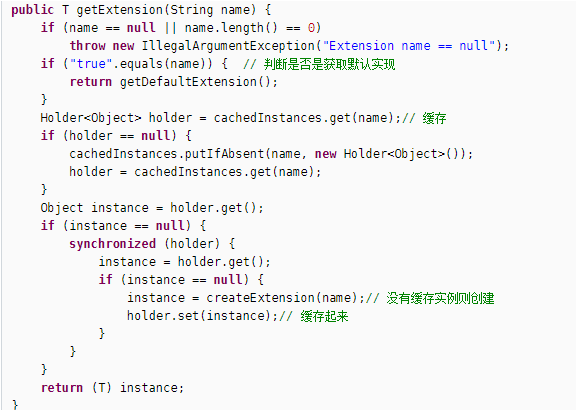 public T getExtension(String name) {
    if (name == null || name.length() == 0)
        throw new IllegalArgumentException("Extension name == null");
    if ("true".equals(name)) {  // 判断是否是获取默认实现
        return getDefaultExtension();
    }
    Holder<Object> holder = cachedInstances.get(name);// 缓存
    if (holder == null) {
        cachedInstances.putIfAbsent(name, new Holder<Object>());
        holder = cachedInstances.get(name);
    }
    Object instance = holder.get();
    if (instance == null) {
        synchronized (holder) {
            instance = holder.get();
            if (instance == null) {
                instance = createExtension(name);// 没有缓存实例则创建
                holder.set(instance);// 缓存起来
            }
        }
    }
    return (T) instance;
}